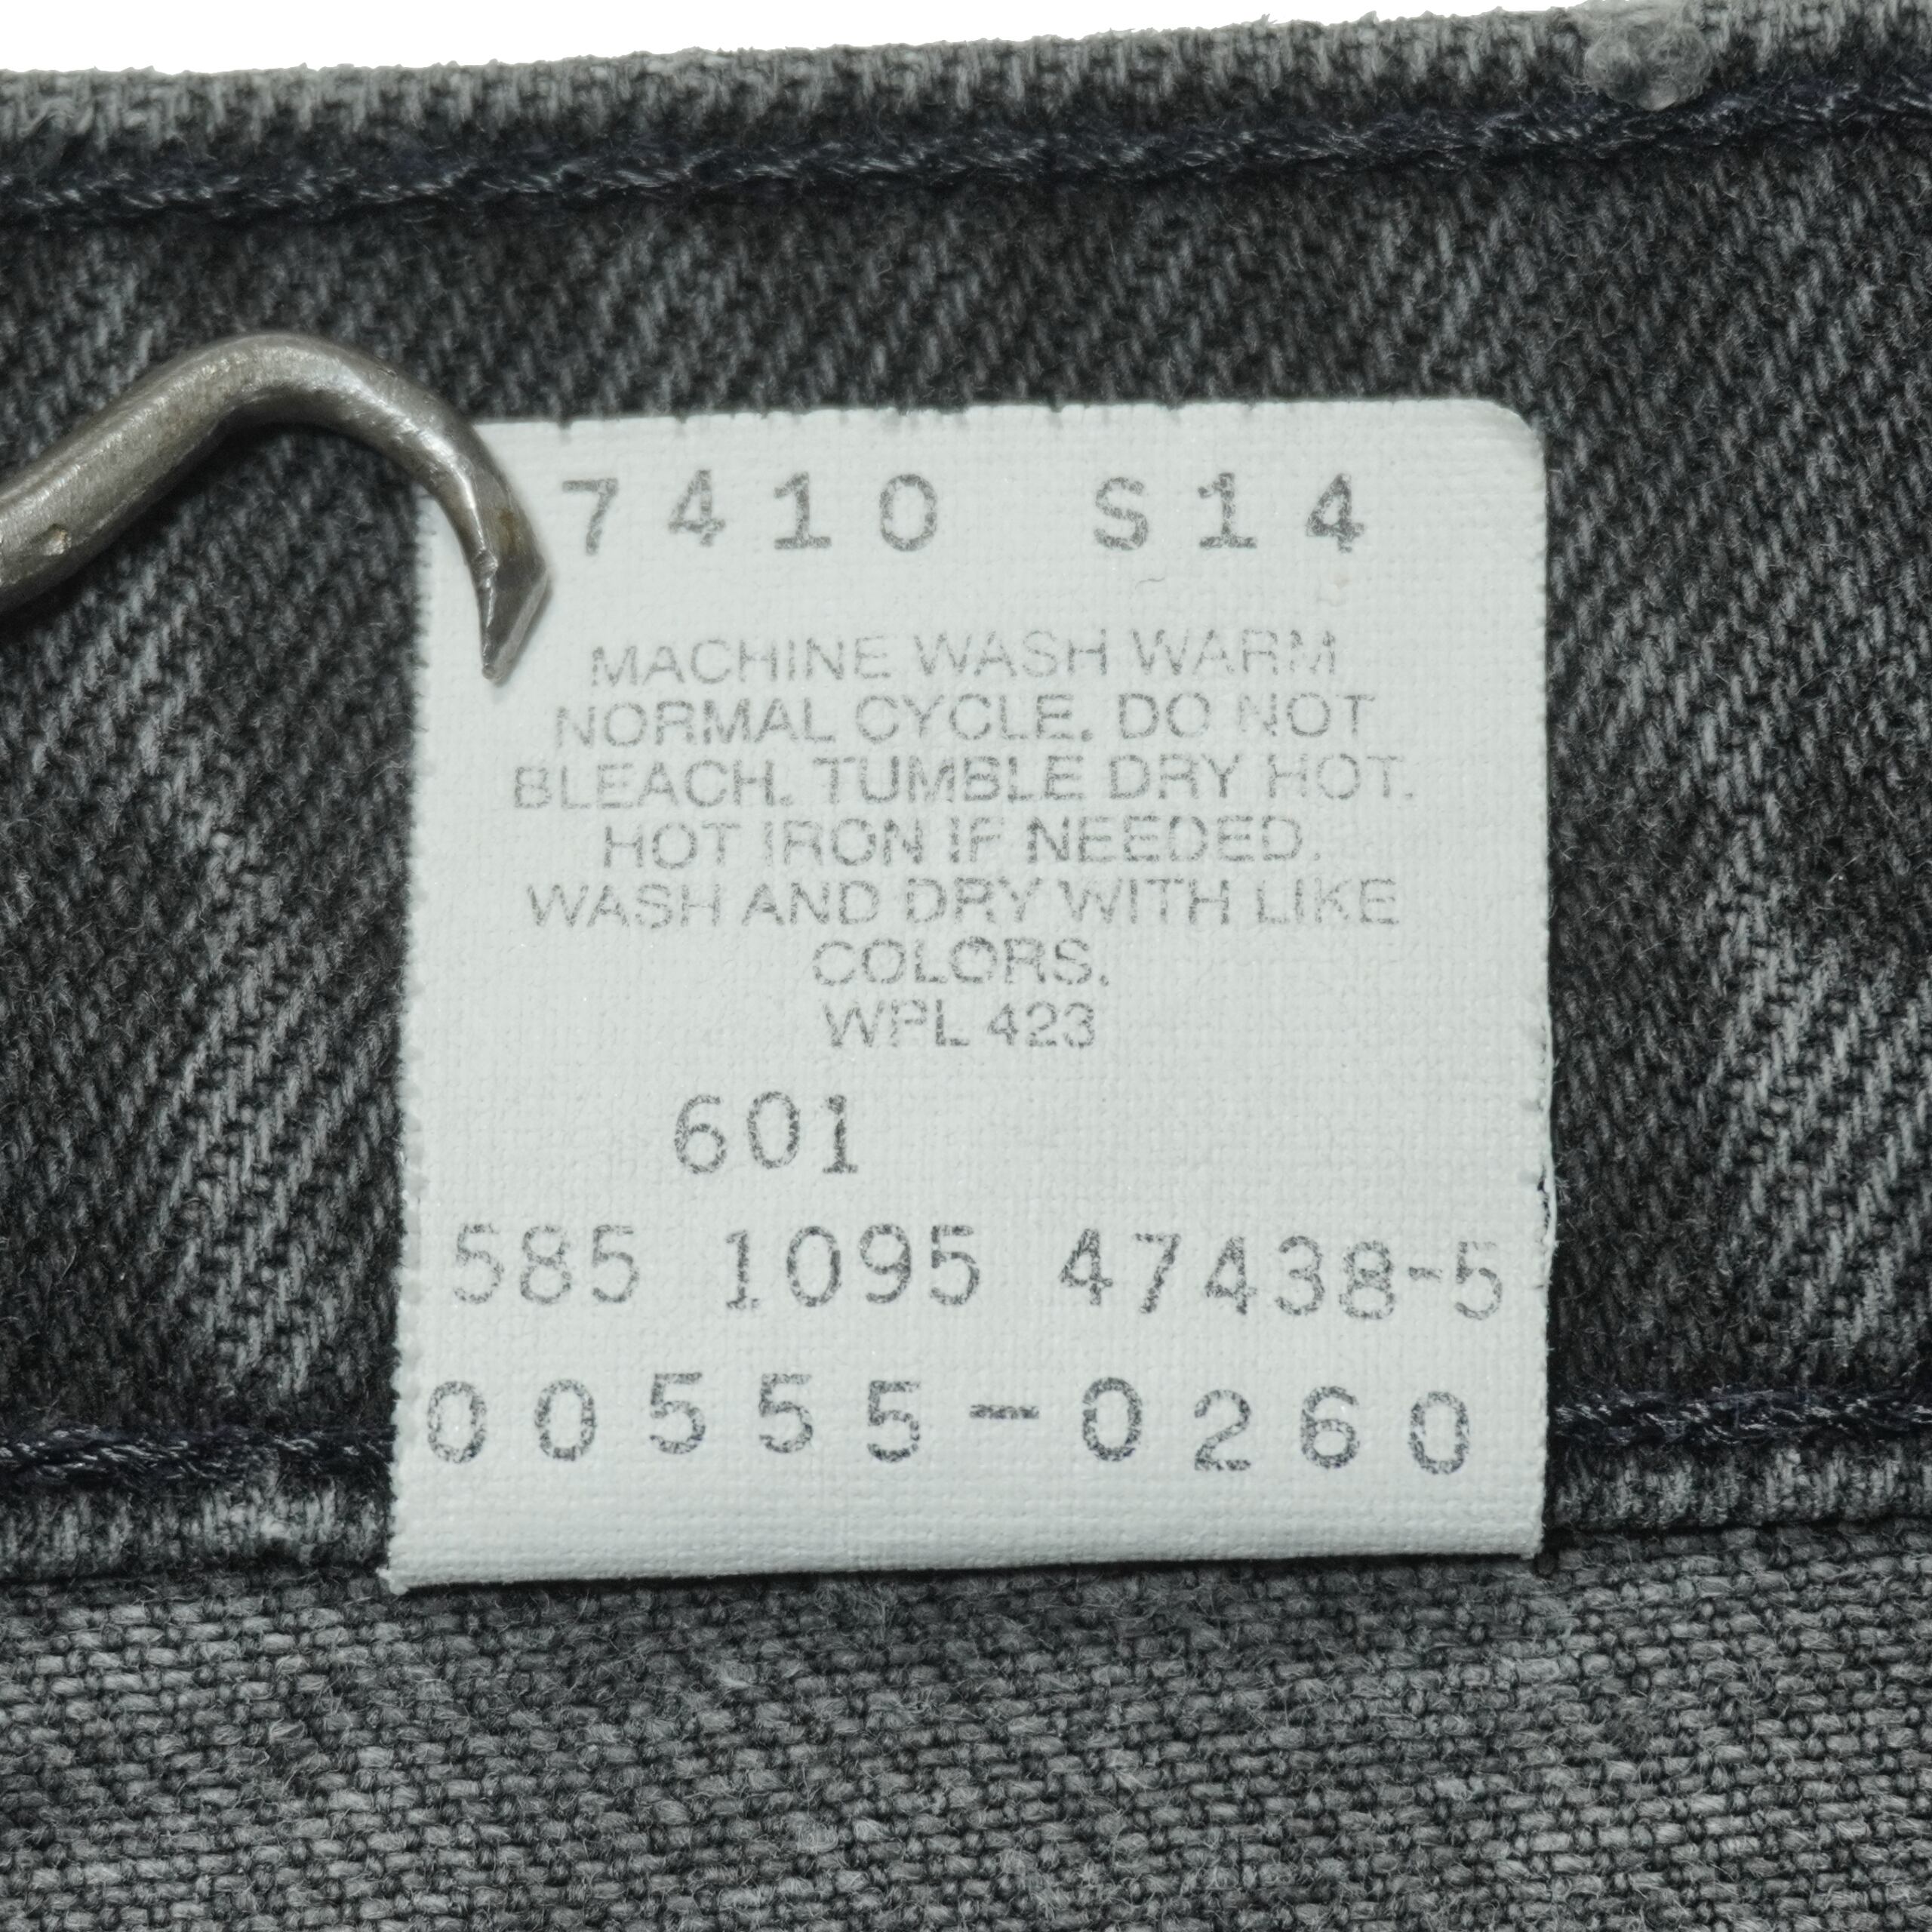 7410 S14
MACHINE WASH WARM
NORMAL CYCLE. DO NOT
BLEACH. TUMBLE DRY HOT.
HOT IRON IF NEEDED.
WASH AND DRY WITH LIKE
COLORS.
WPL 423
601
585 1095 47438-5
00555-0260